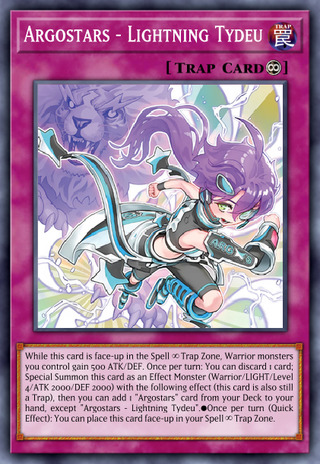 ARGOSTARS - LIGHTNING TYDEU
TRAP
罠
[TRAP CARD∞]
While this card is face-up in the Spell ∞ Trap Zone, Warrior monsters
you control gain 500 ATK/DEF. Once per turn: You can discard 1 card;
Special Summon this card as an Effect Monster (Warrior/LIGHT/Level
4/ATK 2000/DEF 2000) with the following effect (this card is also still
a Trap), then you can add 1 "Argostars" card from your Deck to your
hand, except "Argostars - Lightning Tydeu".●Once per turn (Quick
Effect): You can place this card face-up in your Spell ∞ Trap Zone.